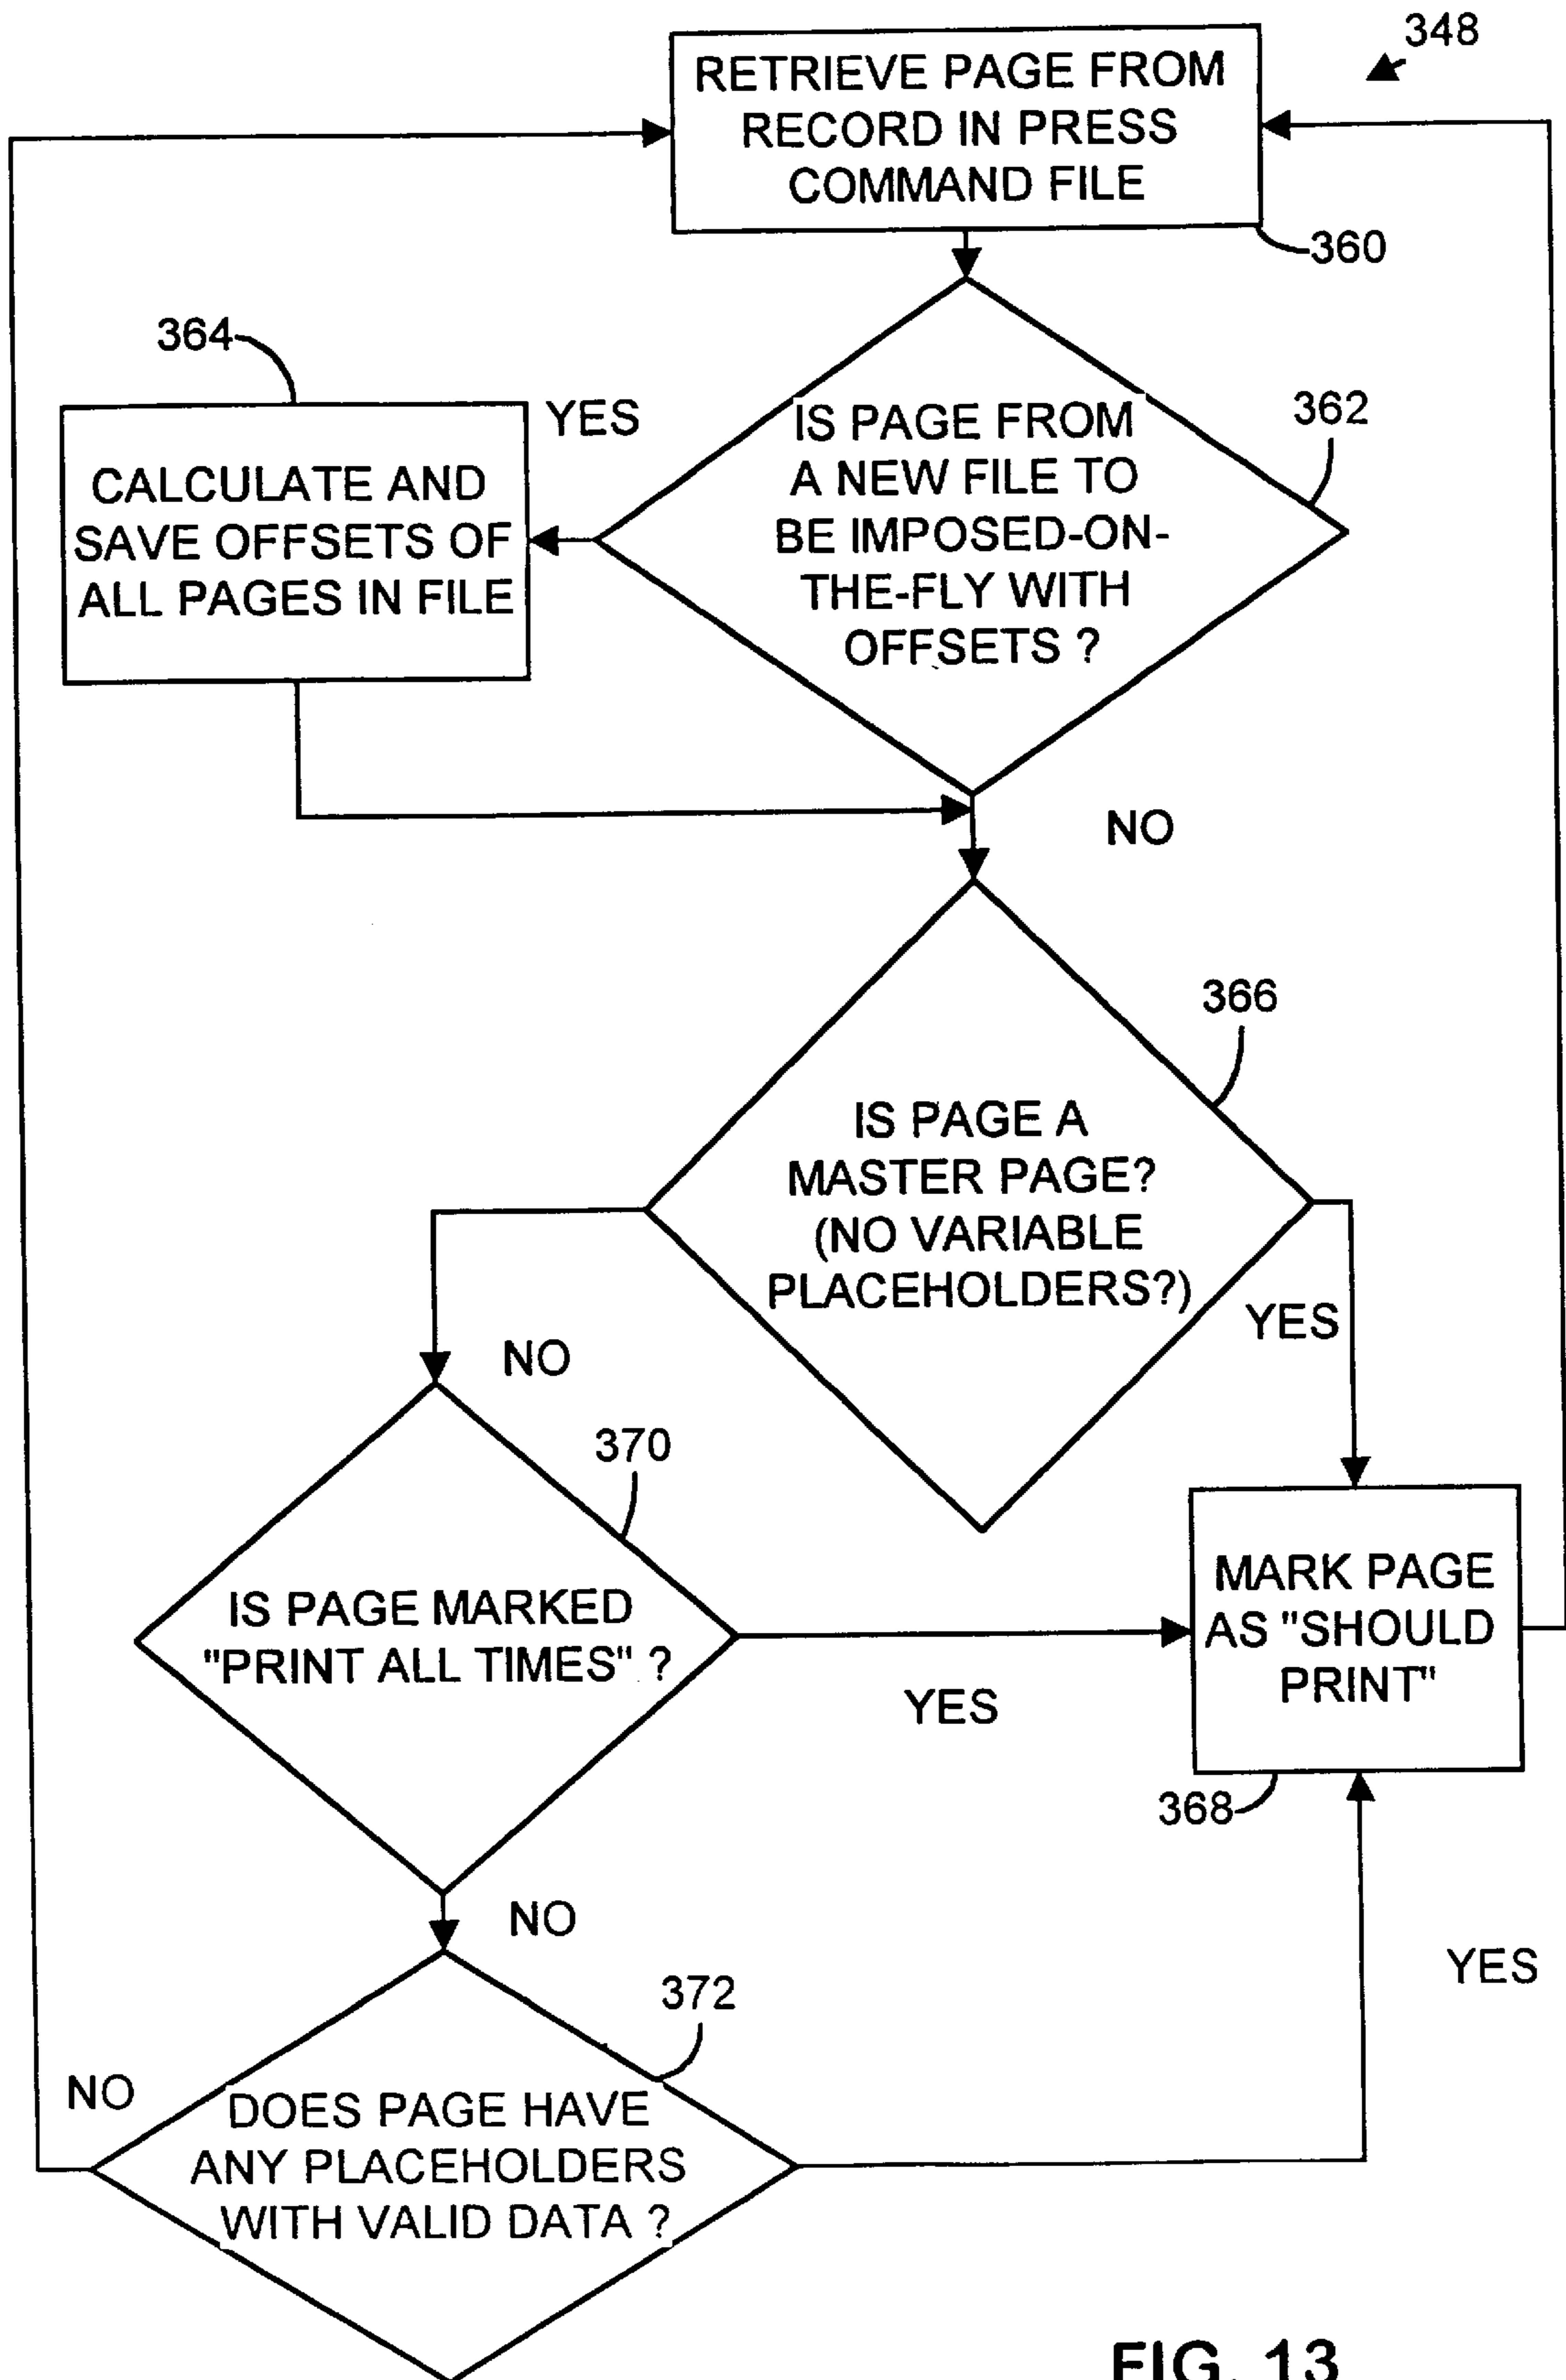 348
RETRIEVE PAGE FROM
RECORD IN PRESS
COMMAND FILE
360
364
YES
362
IS PAGE FROM
A NEW FILE TO
BE IMPOSED-ON-
THE-FLY WITH
OFFSETS ?
CALCULATE AND
SAVE OFFSETS OF
ALL PAGES IN FILE
NO
366
IS PAGE A
MASTER PAGE?
(NO VARIABLE
PLACEHOLDERS?)
YES
NO
370
IS PAGE MARKED
"PRINT ALL TIMES" ?
YES
MARK PAGE
AS "SHOULD
PRINT"
368
NO
YES
372
NO
DOES PAGE HAVE
ANY PLACEHOLDERS
WITH VALID DATA ?
FIG. 13